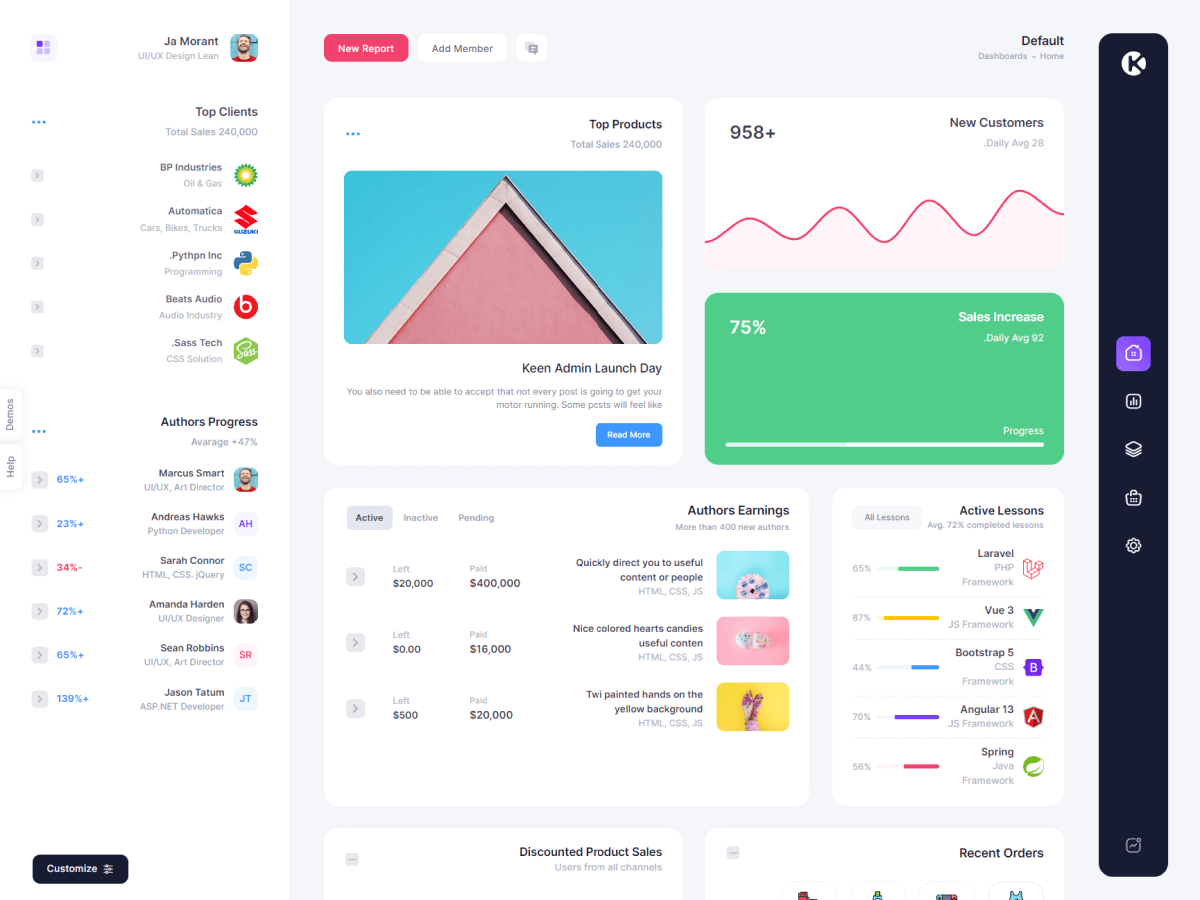 Ja Morant
UI/UX Design Lean
Top Clients
Total Sales 240,000
BP Industries
Oil & Gas
Automatica
Cars, Bikes, Trucks
SUZUKI
.Pythpn Inc
Programming
Beats Audio
Audio Industry
.Sass Tech
CSS Solution
Sass
Demos
Help
Authors Progress
Avarage +47%
65%+
Marcus Smart
UI/UX, Art Director
23%+
Andreas Hawks
Python Developer
AH
34%-
Sarah Connor
HTML, CSS. jQuery
SC
72%+
Amanda Harden
UI/UX Designer
65%+
Sean Robbins
UI/UX, Art Director
SR
139%+
Jason Tatum
ASP.NET Developer
JT
Customize
New Report
Add Member
Default
Dashboards - Home
Top Products
Total Sales 240,000
Keen Admin Launch Day
You also need to be able to accept that not every post is going to get your
motor running. Some posts will feel like
Read More
958+
New Customers
.Daily Avg 28
75%
Sales Increase
.Daily Avg 92
Progress
Active
Inactive
Pending
Authors Earnings
More than 400 new authors
Left
$20,000
Paid
$400,000
Quickly direct you to useful
content or people
HTML, CSS, JS
Left
$0.00
Paid
$16,000
Nice colored hearts candies
useful conten
HTML, CSS, JS
Left
$500
Paid
$20,000
Twi painted hands on the
yellow background
HTML, CSS, JS
All Lessons
Active Lessons
Avg. 72% completed lessons
65%
Laravel
PHP
Framework
87%
Vue 3
JS Framework
44%
Bootstrap 5
CSS
Framework
B
70%
Angular 13
JS Framework
A
56%
Spring
Java
Framework
Discounted Product Sales
Users from all channels
Recent Orders
K